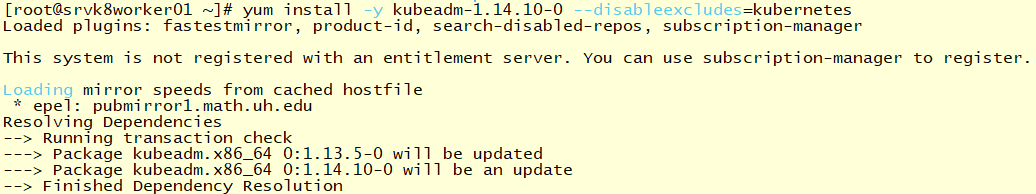 [root@srvk8worker01 ~]# yum install -y kubeadm-1.14.10-0 --disableexcludes=kubernetes
Loaded plugins: fastestmirror, product-id, search-disabled-repos, subscription-manager
This system is not registered with an entitlement server. You can use subscription-manager to register.
Loading mirror speeds from cached hostfile
 * epel: pubmirror1.math.uh.edu
Resolving Dependencies
--> Running transaction check
---> Package kubeadm.x86_64 0:1.13.5-0 will be updated
---> Package kubeadm.x86_64 0:1.14.10-0 will be an update
--> Finished Dependency Resolution